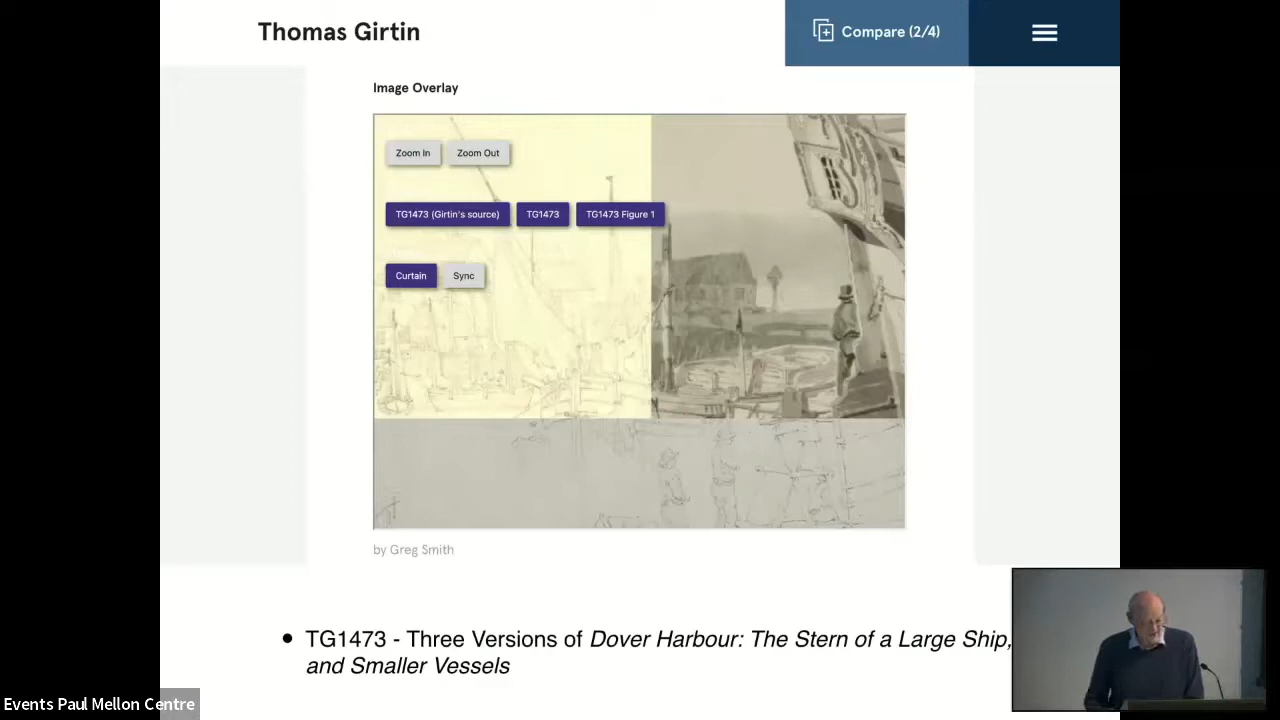 Thomas Girtin
Compare (2/4)
Image Overlay
Zoom In Zoom Out
TG1473 (Girtin's source) TG1473 TG1473 Figure 1
Curtain Sync
by Greg Smith
• TG1473 - Three Versions of Dover Harbour: The Stern of a Large Ship,
and Smaller Vessels
Events Paul Mellon Centre